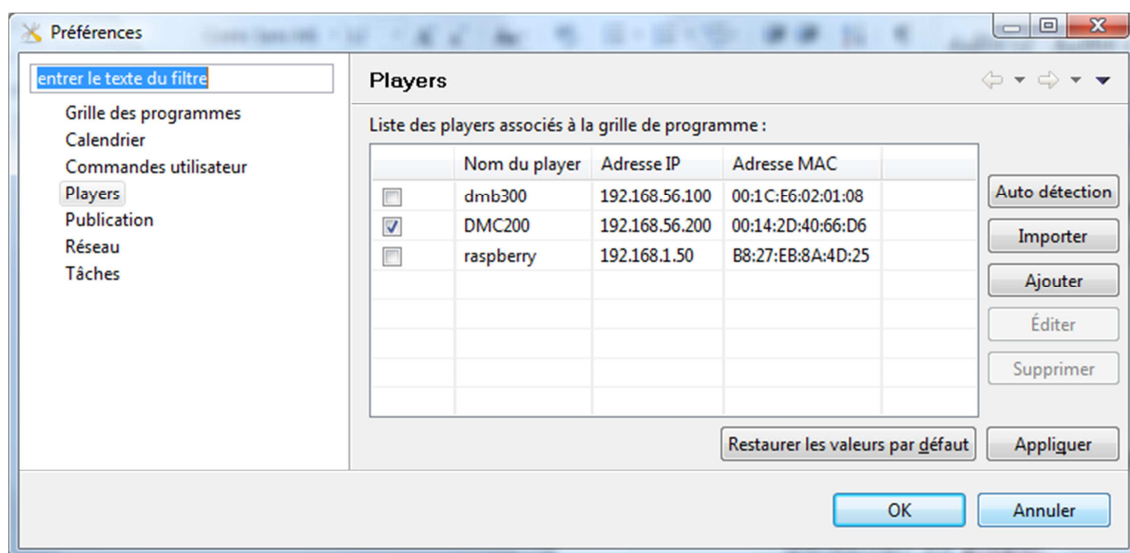 Préférences
entrer le texte du filtre
Grille des programmes
Calendrier
Commandes utilisateur
Players
Publication
Réseau
Tâches
Players
Liste des players associés à la grille de programme :
Nom du player Adresse IP Adresse MAC
dmb300 192.168.56.100 00:1C:E6:02:01:08
DMC200 192.168.56.200 00:14:2D:40:66:D6
raspberry 192.168.1.50 B8:27:EB:8A:4D:25
Auto détection
Importer
Ajouter
Éditer
Supprimer
Restaurer les valeurs par défaut Appliquer
OK Annuler